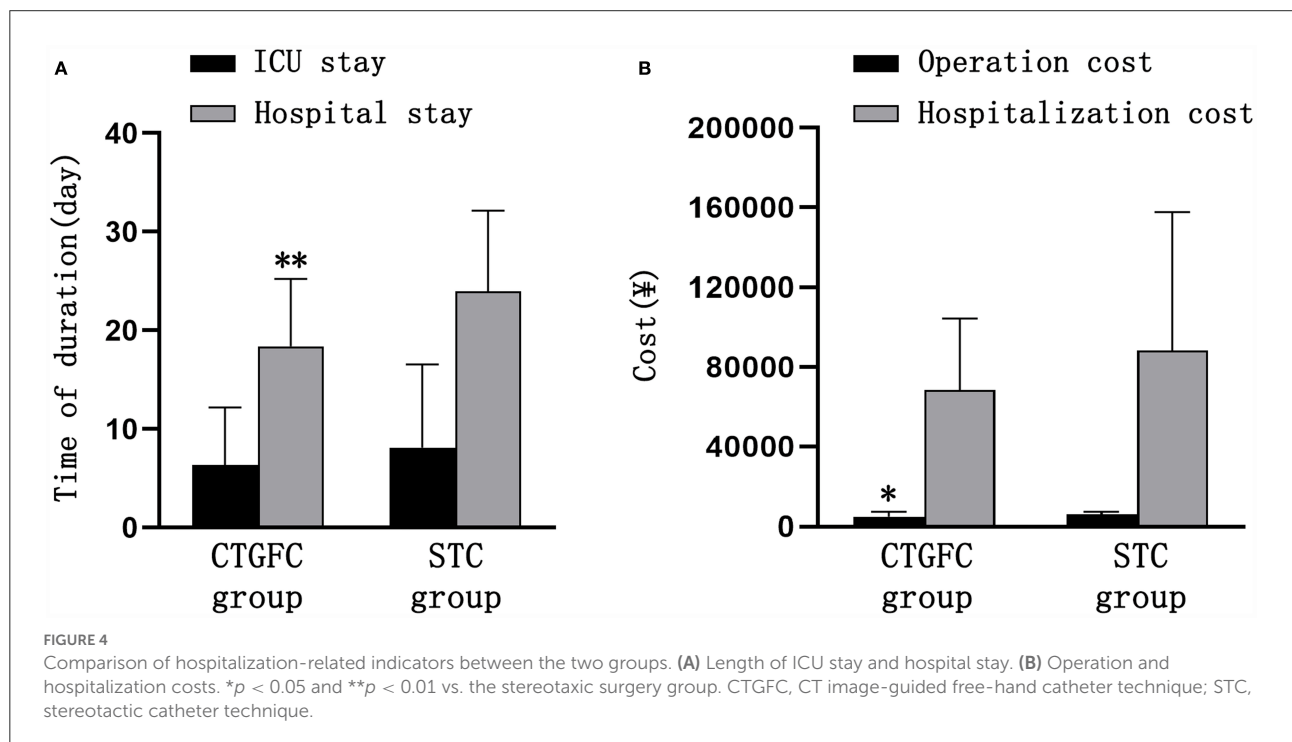 A
ICU stay
Hospital stay
Time of duration(day)
40
30
20
10
0
**
CTGFC
group
STC
group
B
Operation cost
Hospitalization cost
Cost(¥)
200000
160000
120000
80000
40000
0
*
CTGFC
group
STC
group
FIGURE 4
Comparison of hospitalization-related indicators between the two groups. (A) Length of ICU stay and hospital stay. (B) Operation and
hospitalization costs. *p < 0.05 and **p < 0.01 vs. the stereotaxic surgery group. CTGFC, CT image-guided free-hand catheter technique; STC,
stereotactic catheter technique.